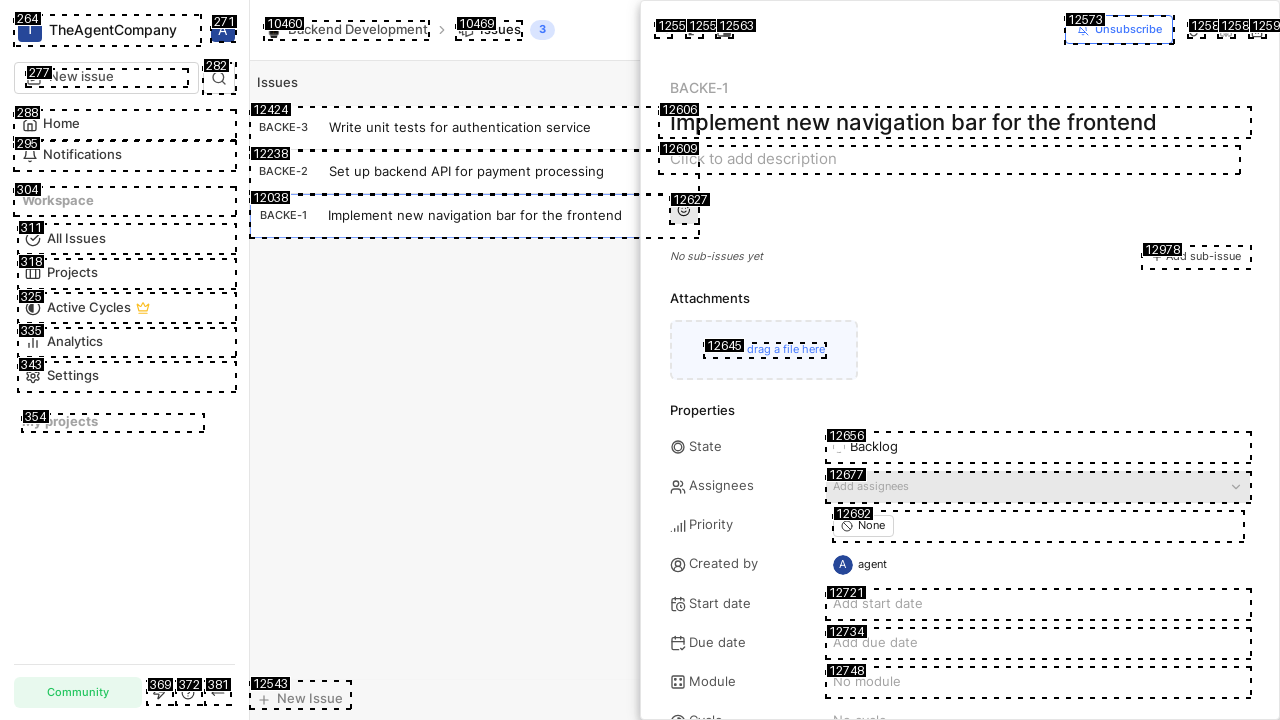 264
T
TheAgentCompany
271
A
277
New issue
282
288
Home
295
Notifications
304
Workspace
311
All Issues
318
Projects
325
Active Cycles
335
Analytics
343
Settings
354
My projects
Community
369
372
381
10460
Backend Development
10469
Issues
3
Issues
12424
BACKE-3
Write unit tests for authentication service
12238
BACKE-2
Set up backend API for payment processing
12038
BACKE-1
Implement new navigation bar for the frontend
12543
New Issue
1255
1255
12563
12573
Unsubscribe
1258
1258
1259
BACKE-1
12606
Implement new navigation bar for the frontend
12609
Click to add description
12627
No sub-issues yet
12978
Add sub-issue
Attachments
12645
drag a file here
Properties
State
12656
Backlog
Assignees
12677
Add assignees
Priority
12692
None
Created by
A
agent
Start date
12721
Add start date
Due date
12734
Add due date
Module
12748
No module
Cycle
No cycle